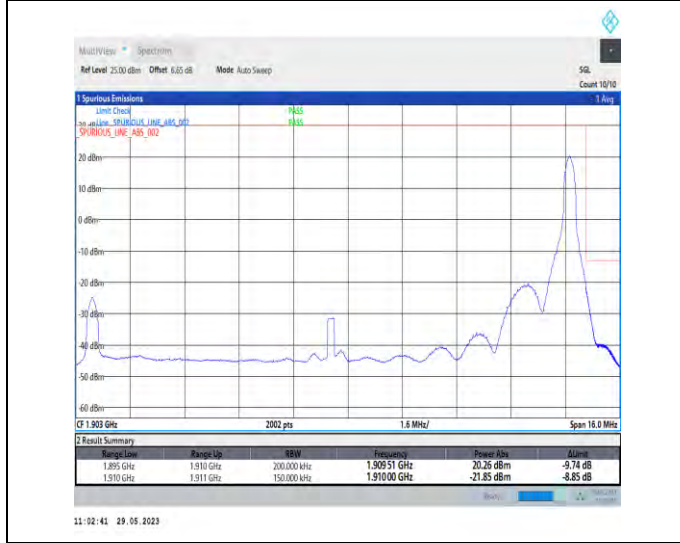 MultiView Spectrum
Ref Level 25.00 dBm Offset 6.65 dB Mode Auto Sweep SGL
Count 10/10
1 Spurious Emissions 1 Avg
Limit Check PASS
Line _SPURIOUS_LINE_ABS_002 PASS
_SPURIOUS_LINE_ABS_002
20 dBm
10 dBm
0 dBm
-10 dBm
-20 dBm
-30 dBm
-40 dBm
-50 dBm
-60 dBm
CF 1.903 GHz 2002 pts 1.6 MHz/ Span 16.0 MHz
2 Result Summary
Range Low Range Up RBW Frequency Power Abs ΔLimit
1.895 GHz 1.910 GHz 200.000 kHz 1.90951 GHz 20.26 dBm -9.74 dB
1.910 GHz 1.911 GHz 150.000 kHz 1.91000 GHz -21.85 dBm -8.85 dB
11:02:41 29.05.2023